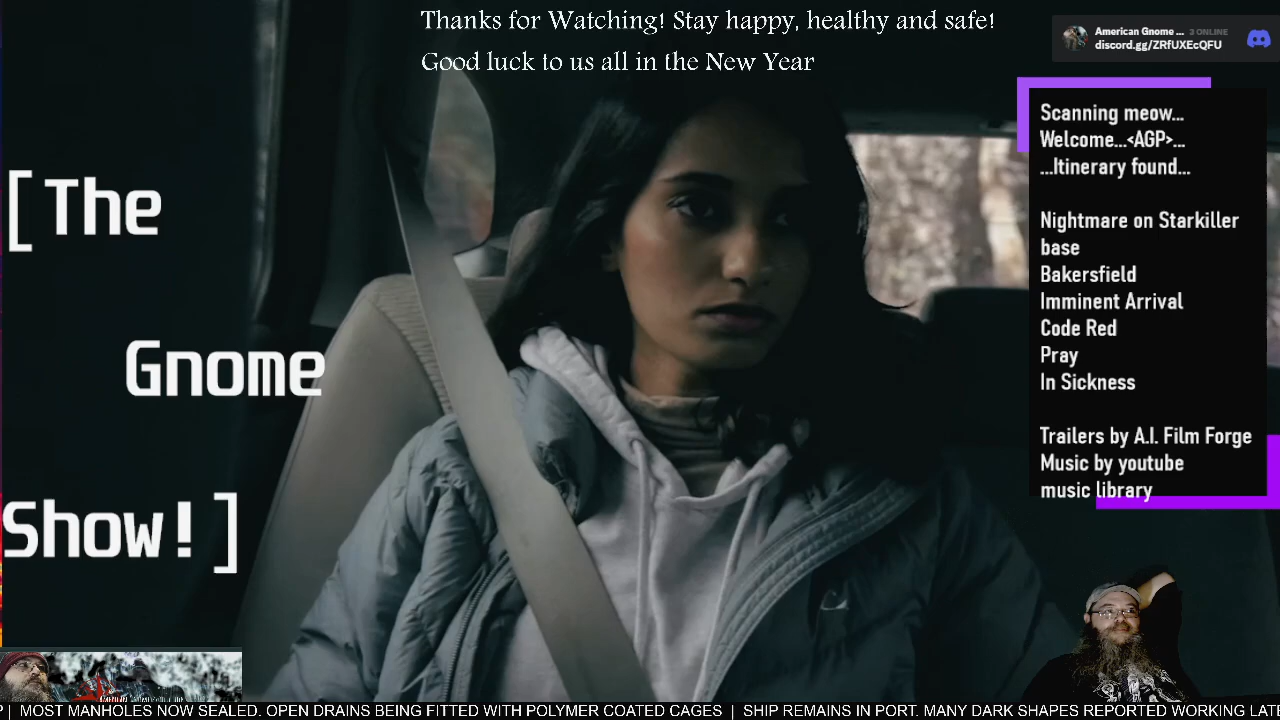 Thanks for Watching! Stay happy, healthy and safe!
Good luck to us all in the New Year
American Gnome ... 3 ONLINE
discord.gg/ZRfUXEcQFU
[The
Gnome
Show!]
Scanning meow...
Welcome...<AGP>...
...Itinerary found...
Nightmare on Starkiller
base
Bakersfield
Imminent Arrival
Code Red
Pray
In Sickness
Trailers by A.I. Film Forge
Music by youtube
music library
P | MOST MANHOLES NOW SEALED. OPEN DRAINS BEING FITTED WITH POLYMER COATED CAGES | SHIP REMAINS IN PORT. MANY DARK SHAPES REPORTED WORKING LAT